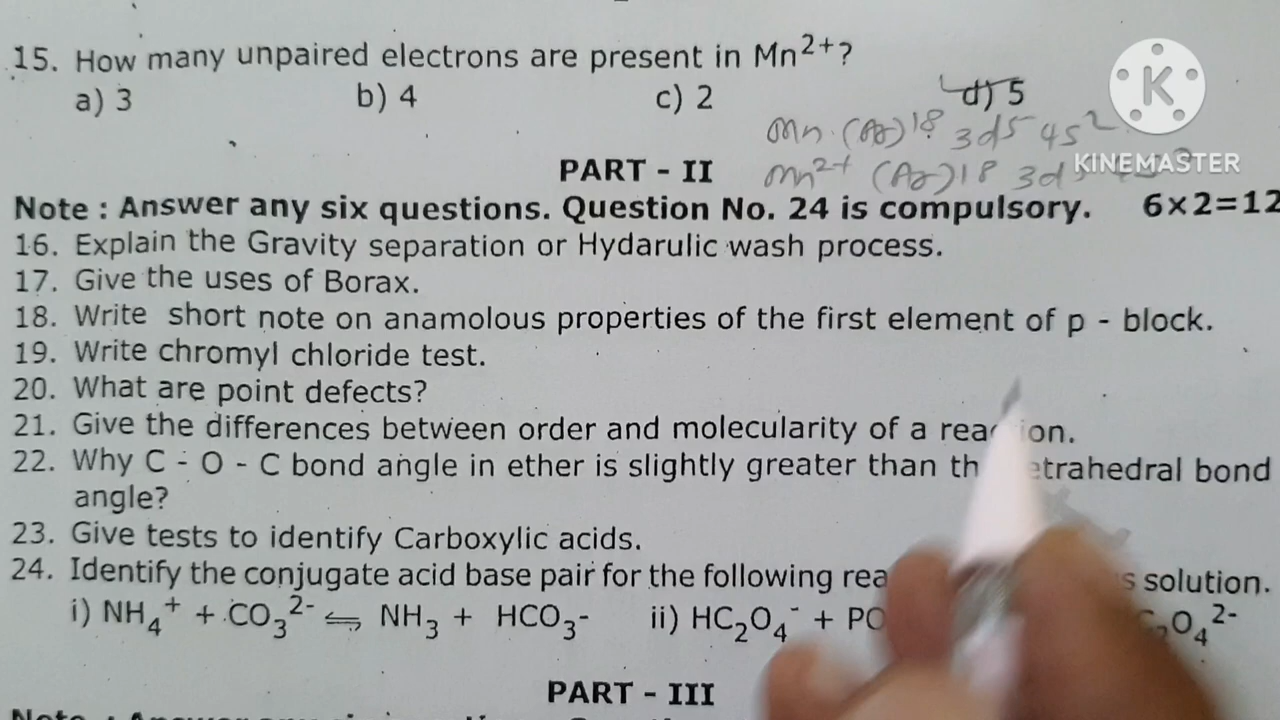 15. How many unpaired electrons are present in Mn²⁺?
a) 3 b) 4 c) 2 d) 5
Mn (Ar)¹⁸ 3d⁵ 4s²
K
KINEMASTER
PART - II
Mn²⁺ (Ar)18
Note : Answer any six questions. Question No. 24 is compulsory. 6×2=12
16. Explain the Gravity separation or Hydarulic wash process.
17. Give the uses of Borax.
18. Write short note on anamolous properties of the first element of p - block.
19. Write chromyl chloride test.
20. What are point defects?
21. Give the differences between order and molecularity of a
22. Why C - O - C bond angle in ether is slightly greater than bond
angle?
23. Give tests to identify Carboxylic acids.
24. Identify the conjugate acid base pair for the following solution.
i) NH₄⁺ + CO₃²⁻ ⇋ NH₃ + HCO₃- ii) HC₂O₄⁻ +
PART - III